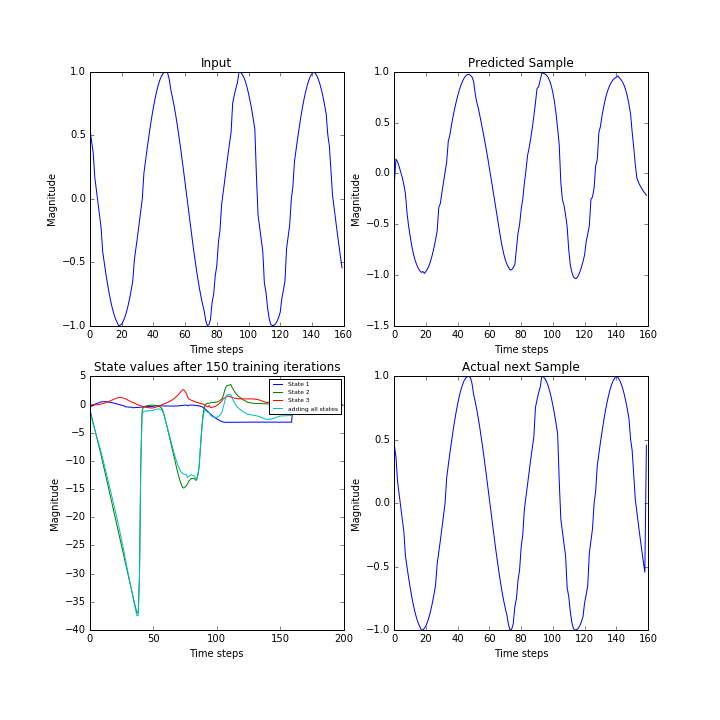 Input
Magnitude
1.0
0.5
0.0
−0.5
−1.0
0 20 40 60 80 100 120 140 160
Time steps
Predicted Sample
Magnitude
1.0
0.5
0.0
−0.5
−1.0
−1.5
0 20 40 60 80 100 120 140 160
Time steps
State values after 150 training iterations
Magnitude
5
0
−5
−10
−15
−20
−25
−30
−35
−40
0 50 100 150 200
Time steps
State 1
State 2
State 3
adding all states
Actual next Sample
Magnitude
1.0
0.5
0.0
−0.5
−1.0
0 20 40 60 80 100 120 140 160
Time steps